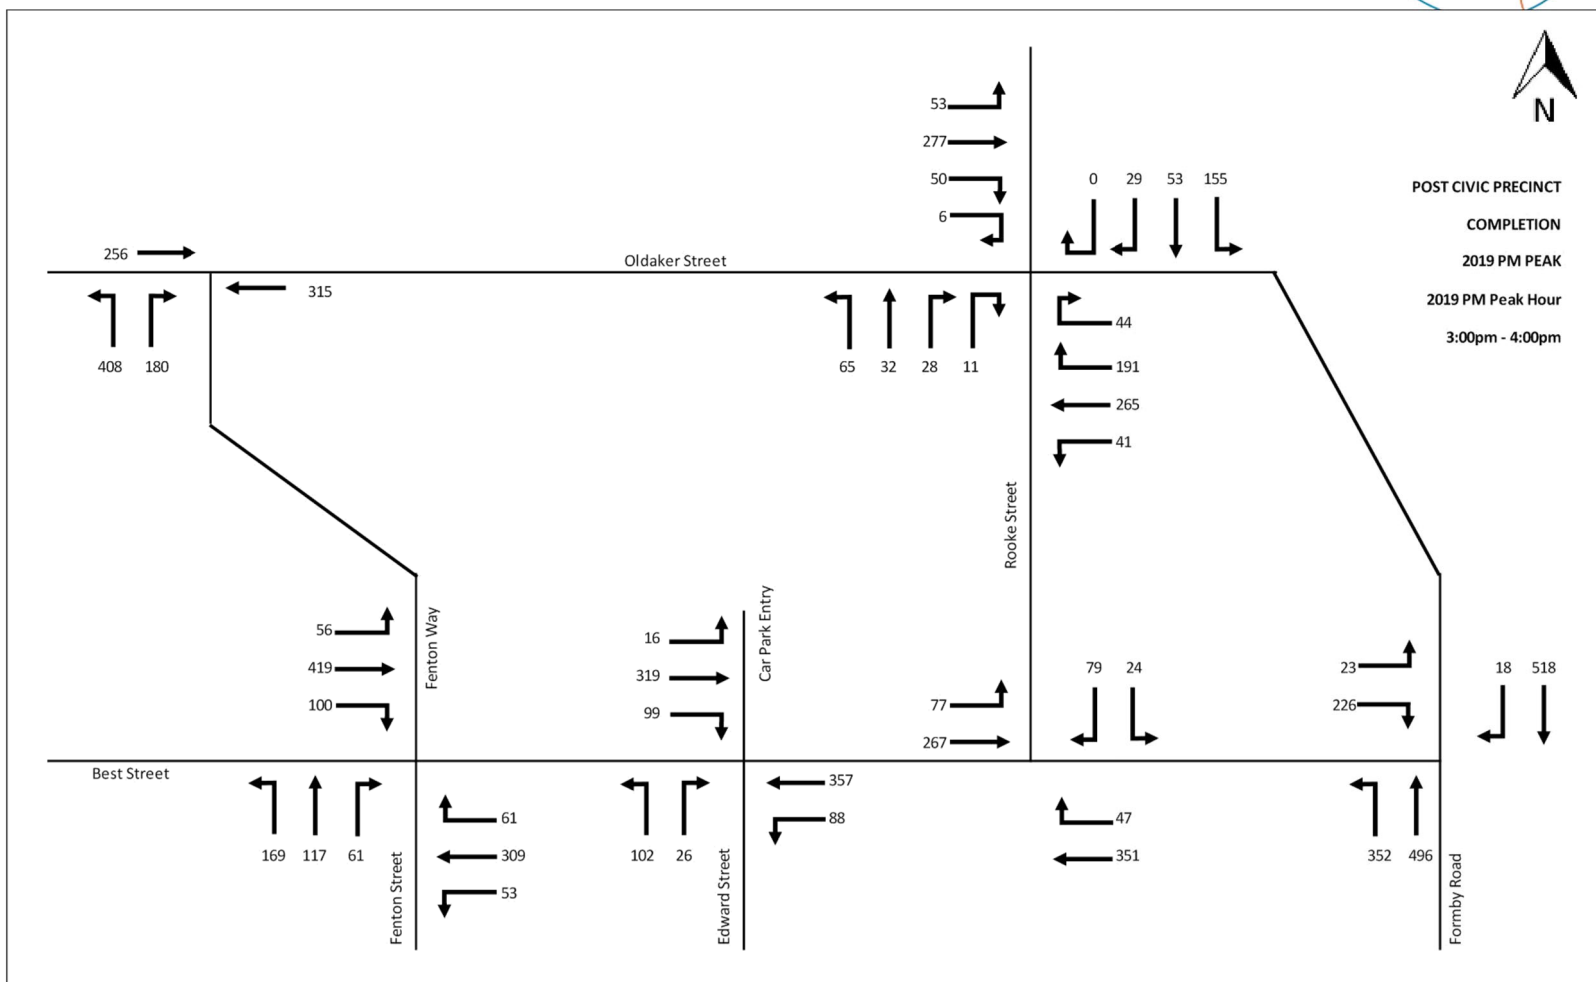 N
POST CIVIC PRECINCT
COMPLETION
2019 PM PEAK
2019 PM Peak Hour
3:00pm - 4:00pm
53
277
50
6
0 29 53 155
256
Oldaker Street
315
408 180
65 32 28 11
44
191
265
41
Rooke Street
Fenton Way
56
419
100
Car Park Entry
16
319
99
77
267
79 24
23
226
18 518
Best Street
169 117 61
61
309
53
Fenton Street
102 26
357
88
Edward Street
47
351
352 496
Formby Road